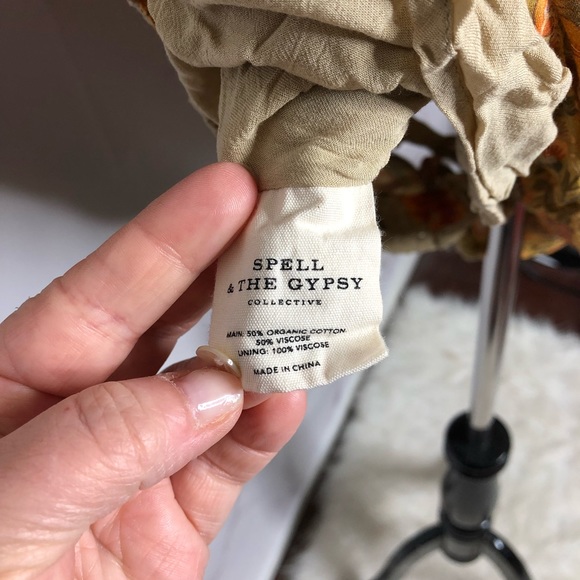 SPELL
& THE GYPSY
COLLECTIVE
MAIN: 50% ORGANIC COTTON
50% VISCOSE
LINING: 100% VISCOSE
MADE IN CHINA